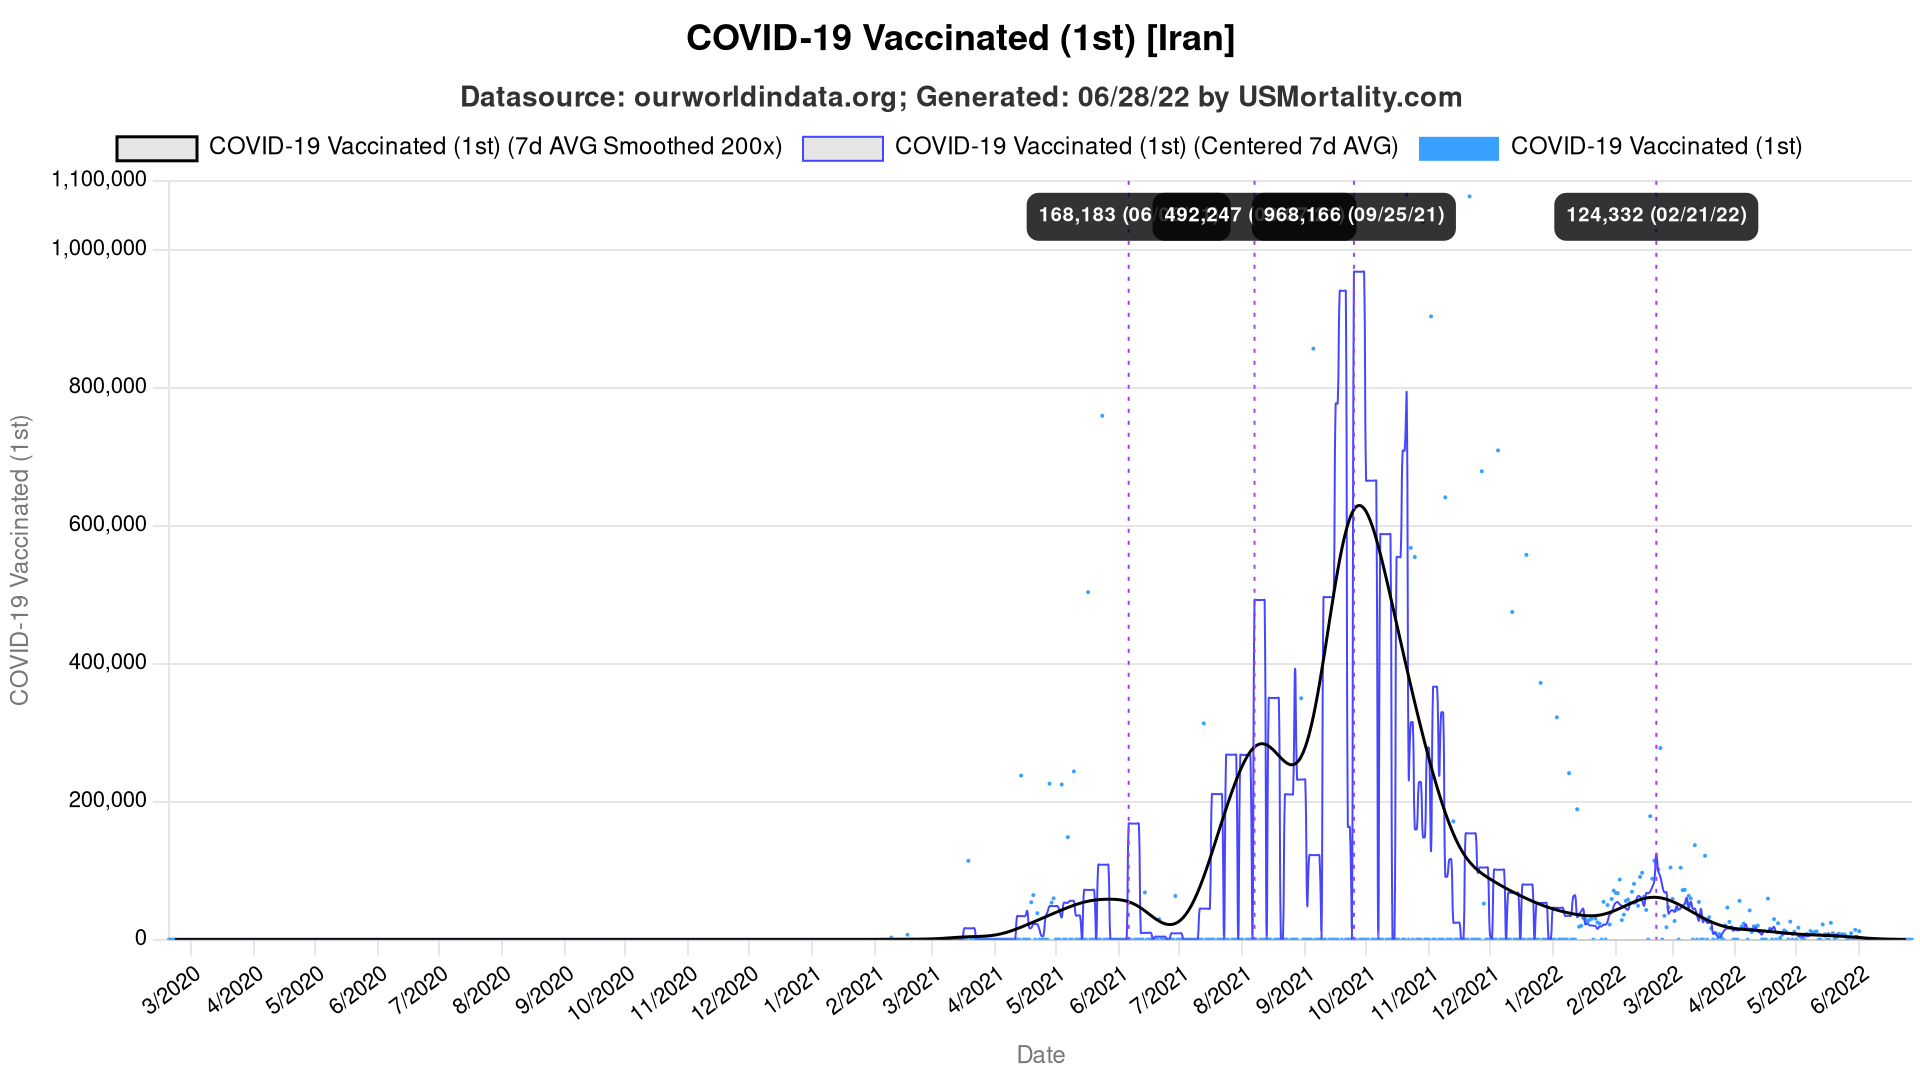 COVID-19 Vaccinated (1st) [Iran]
Datasource: ourworldindata.org; Generated: 06/28/22 by USMortality.com
COVID-19 Vaccinated (1st) (7d AVG Smoothed 200x) COVID-19 Vaccinated (1st) (Centered 7d AVG) COVID-19 Vaccinated (1st)
1,100,000
168,183 (06/ 492,247 (0 968,166 (09/25/21) 124,332 (02/21/22)
1,000,000
800,000
600,000
400,000
200,000
0
COVID-19 Vaccinated (1st)
3/2020 4/2020 5/2020 6/2020 7/2020 8/2020 9/2020 10/2020 11/2020 12/2020 1/2021 2/2021 3/2021 4/2021 5/2021 6/2021 7/2021 8/2021 9/2021 10/2021 11/2021 12/2021 1/2022 2/2022 3/2022 4/2022 5/2022 6/2022
Date